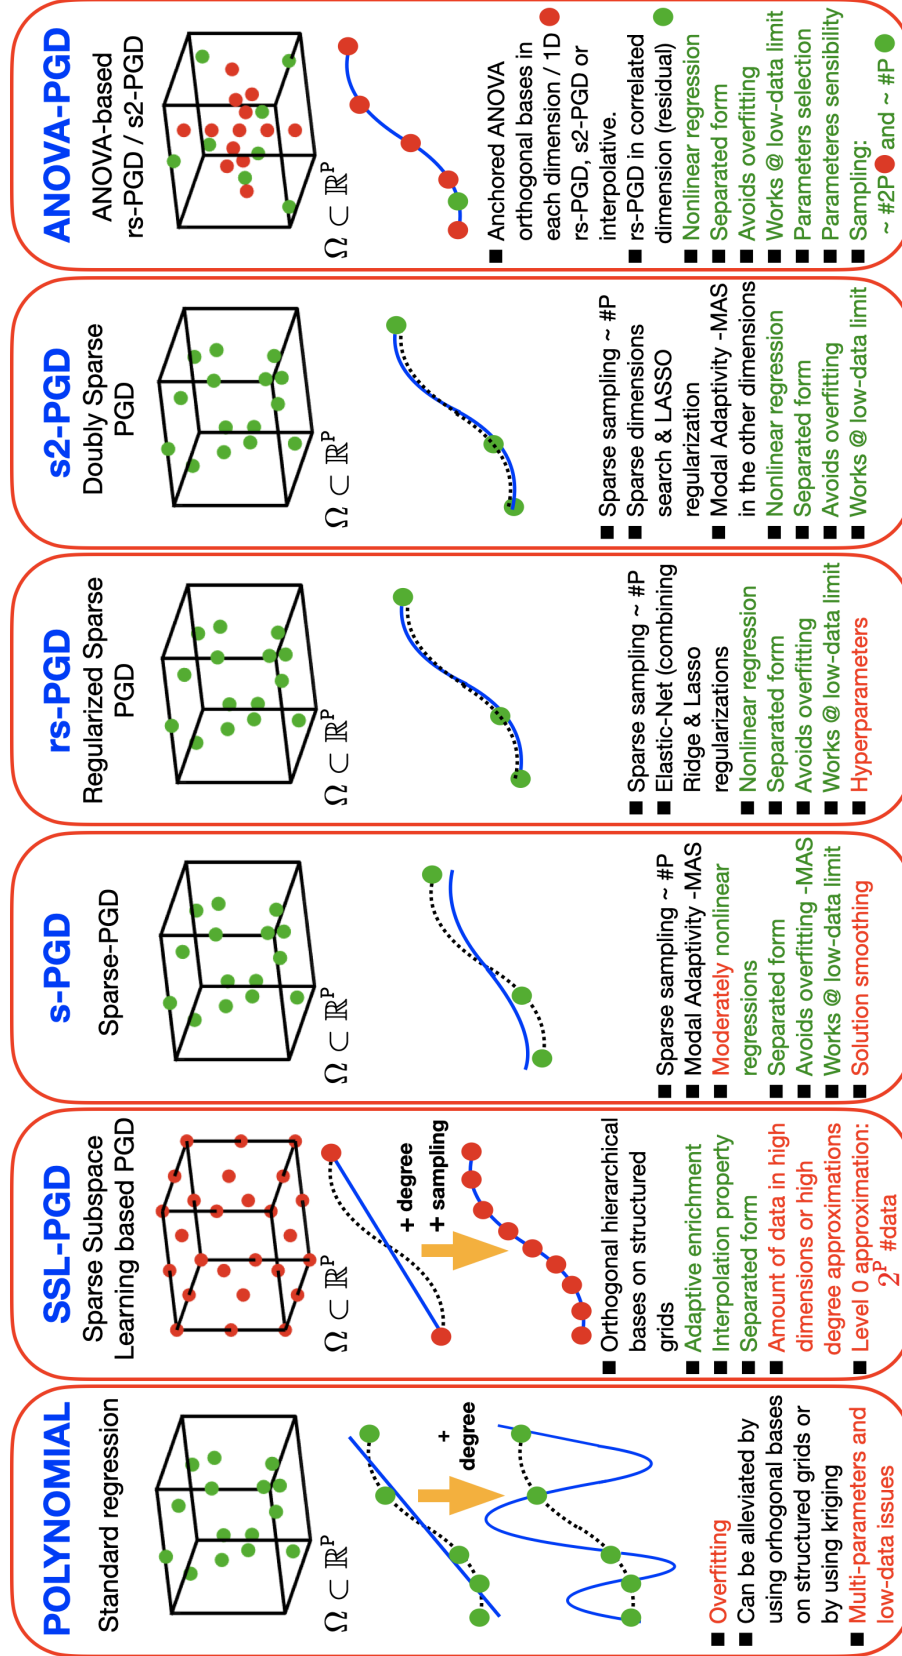 POLYNOMIAL
Standard regression
Ω ⊂ ℝᴾ
+
degree
■ Overfitting
■ Can be alleviated by
using orthogonal bases
on structured grids or
by using kriging
■ Multi-parameters and
low-data issues
SSL-PGD
Sparse Subspace
Learning based PGD
Ω ⊂ ℝᴾ
+ degree
+ sampling
■ Orthogonal hierarchical
bases on structured
grids
■ Adaptive enrichment
■ Interpolation property
■ Separated form
■ Amount of data in high
dimensions or high
degree approximations
■ Level 0 approximation:
2ᴾ #data
s-PGD
Sparse-PGD
Ω ⊂ ℝᴾ
■ Sparse sampling ~ #P
■ Modal Adaptivity -MAS
■ Moderately nonlinear
regressions
■ Separated form
■ Avoids overfitting -MAS
■ Works @ low-data limit
■ Solution smoothing
rs-PGD
Regularized Sparse
PGD
Ω ⊂ ℝᴾ
■ Sparse sampling ~ #P
■ Elastic-Net (combining
Ridge & Lasso
regularizations
■ Nonlinear regression
■ Separated form
■ Avoids overfitting
■ Works @ low-data limit
■ Hyperparameters
s2-PGD
Doubly Sparse
PGD
Ω ⊂ ℝᴾ
■ Sparse sampling ~ #P
■ Sparse dimensions
search & LASSO
regularization
■ Modal Adaptivity -MAS
in the other dimensions
■ Nonlinear regression
■ Separated form
■ Avoids overfitting
■ Works @ low-data limit
ANOVA-PGD
ANOVA-based
rs-PGD / s2-PGD
Ω ⊂ ℝᴾ
■ Anchored ANOVA
orthogonal bases in
each dimension / 1D
rs-PGD, s2-PGD or
interpolative.
■ rs-PGD in correlated
dimension (residual)
■ Nonlinear regression
■ Separated form
■ Avoids overfitting
■ Works @ low-data limit
■ Parameters selection
■ Parameteres sensibility
■ Sampling:
~ #2P and ~ #P